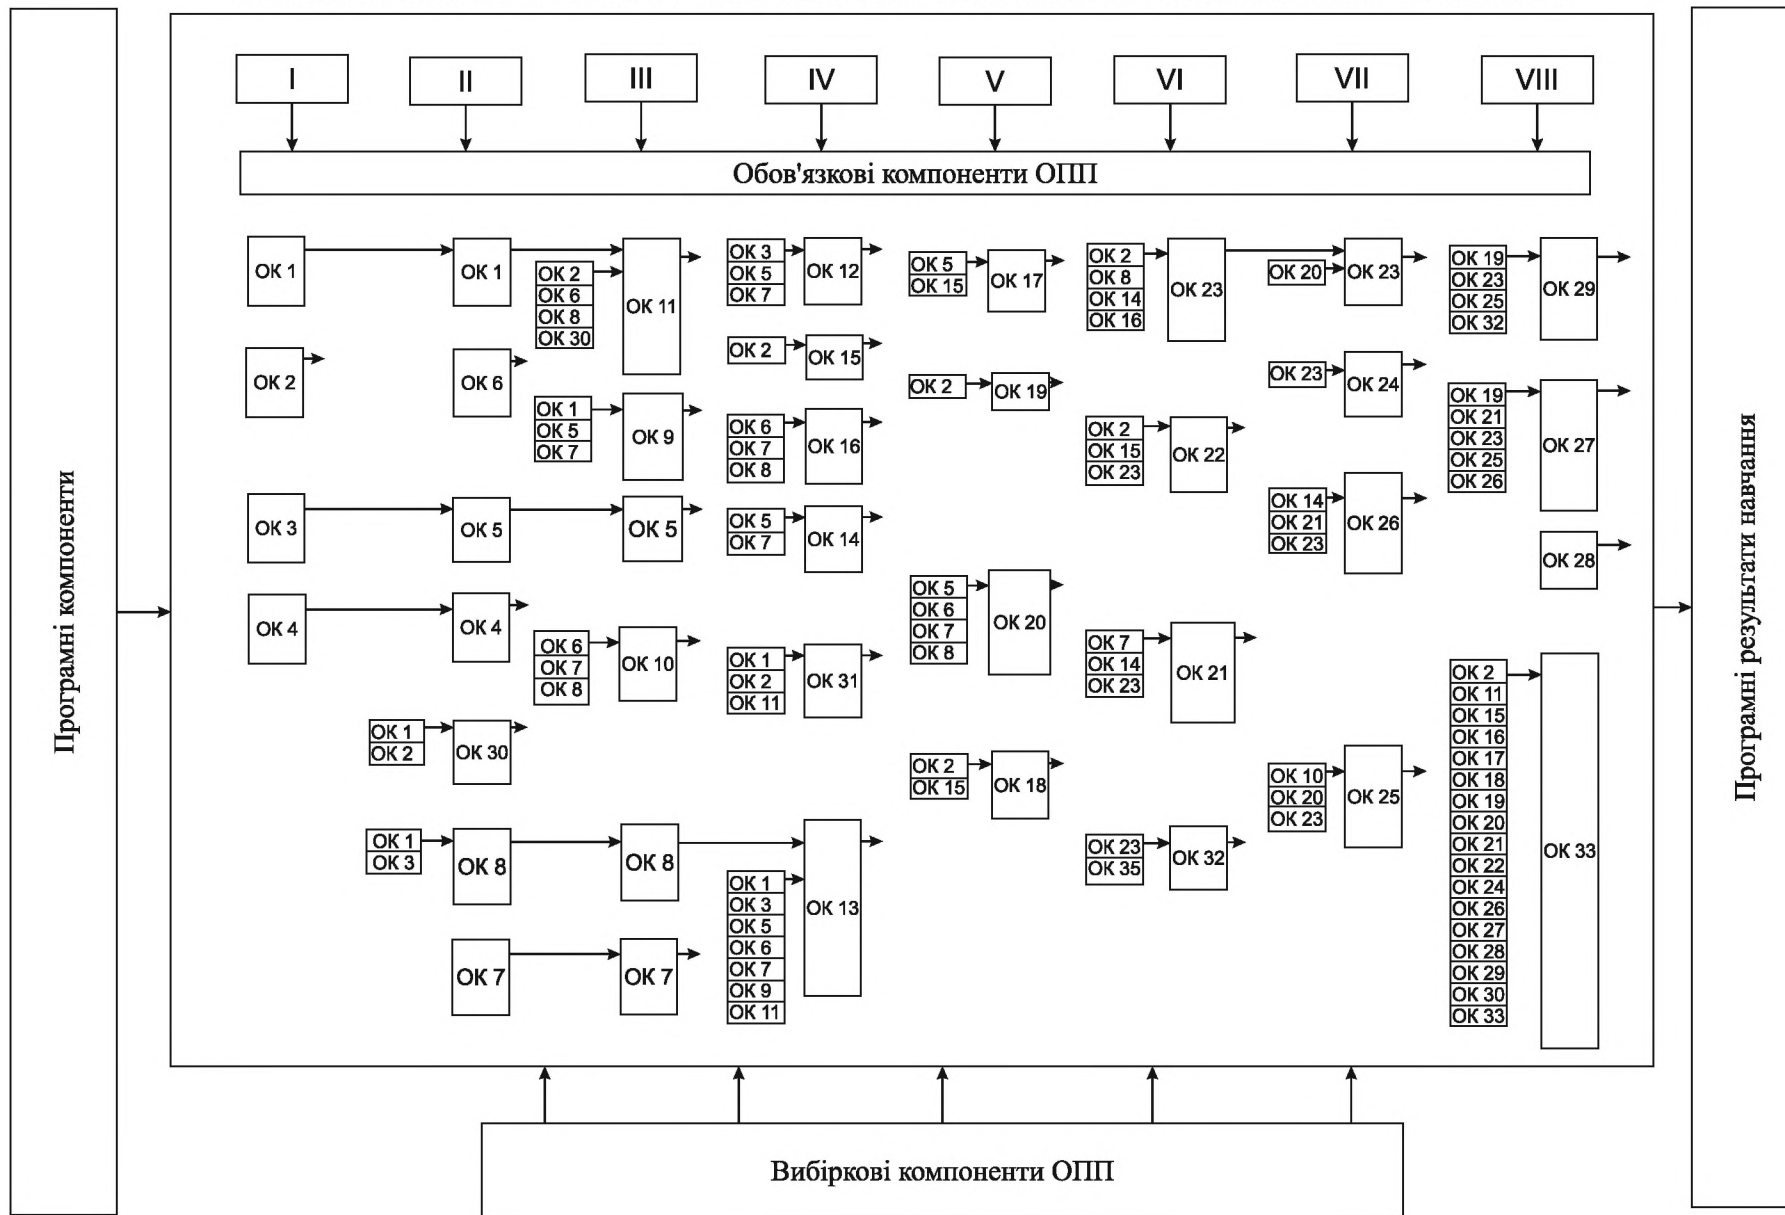 Програмні компоненти
I
II
III
IV
V
VI
VII
VIII
Обов'язкові компоненти ОПП
ОК 1
ОК 2
ОК 3
ОК 4
ОК 1
ОК 6
ОК 5
ОК 4
ОК 1
ОК 2
ОК 30
ОК 1
ОК 3
ОК 8
ОК 7
ОК 2
ОК 6
ОК 8
ОК 30
ОК 11
ОК 1
ОК 5
ОК 7
ОК 9
ОК 5
ОК 6
ОК 7
ОК 8
ОК 10
ОК 8
ОК 7
ОК 3
ОК 5
ОК 7
ОК 12
ОК 2
ОК 15
ОК 6
ОК 7
ОК 8
ОК 16
ОК 5
ОК 7
ОК 14
ОК 1
ОК 2
ОК 11
ОК 31
ОК 1
ОК 3
ОК 5
ОК 6
ОК 7
ОК 9
ОК 11
ОК 13
ОК 5
ОК 15
ОК 17
ОК 2
ОК 19
ОК 5
ОК 6
ОК 7
ОК 8
ОК 20
ОК 2
ОК 15
ОК 18
ОК 2
ОК 8
ОК 14
ОК 16
ОК 23
ОК 2
ОК 15
ОК 23
ОК 22
ОК 7
ОК 14
ОК 23
ОК 21
ОК 23
ОК 35
ОК 32
ОК 20
ОК 23
ОК 23
ОК 24
ОК 14
ОК 21
ОК 23
ОК 26
ОК 10
ОК 20
ОК 23
ОК 25
ОК 19
ОК 23
ОК 25
ОК 32
ОК 29
ОК 19
ОК 21
ОК 23
ОК 25
ОК 26
ОК 27
ОК 28
ОК 2
ОК 11
ОК 15
ОК 16
ОК 17
ОК 18
ОК 19
ОК 20
ОК 21
ОК 22
ОК 24
ОК 26
ОК 27
ОК 28
ОК 29
ОК 30
ОК 33
ОК 33
Вибіркові компоненти ОПП
Програмні результати навчання